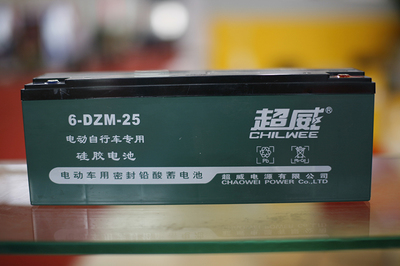 6-DZM-25
电动自行车专用
硅胶电池
电动车用密封铅酸蓄电池
超威
CHILWEE
Pb
超威电源有限公司
CHAOWEI POWER Co.,LTD.